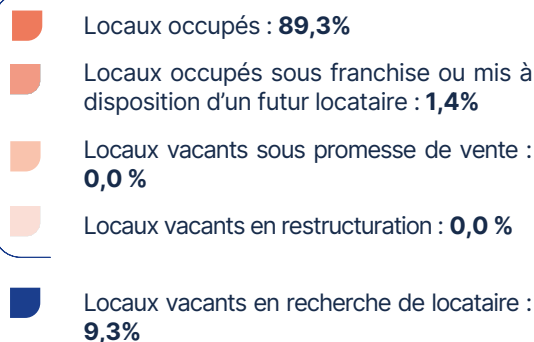 Locaux occupés : 89,3%
Locaux occupés sous franchise ou mis à
disposition d’un futur locataire : 1,4%
Locaux vacants sous promesse de vente :
0,0 %
Locaux vacants en restructuration : 0,0 %
Locaux vacants en recherche de locataire :
9,3%